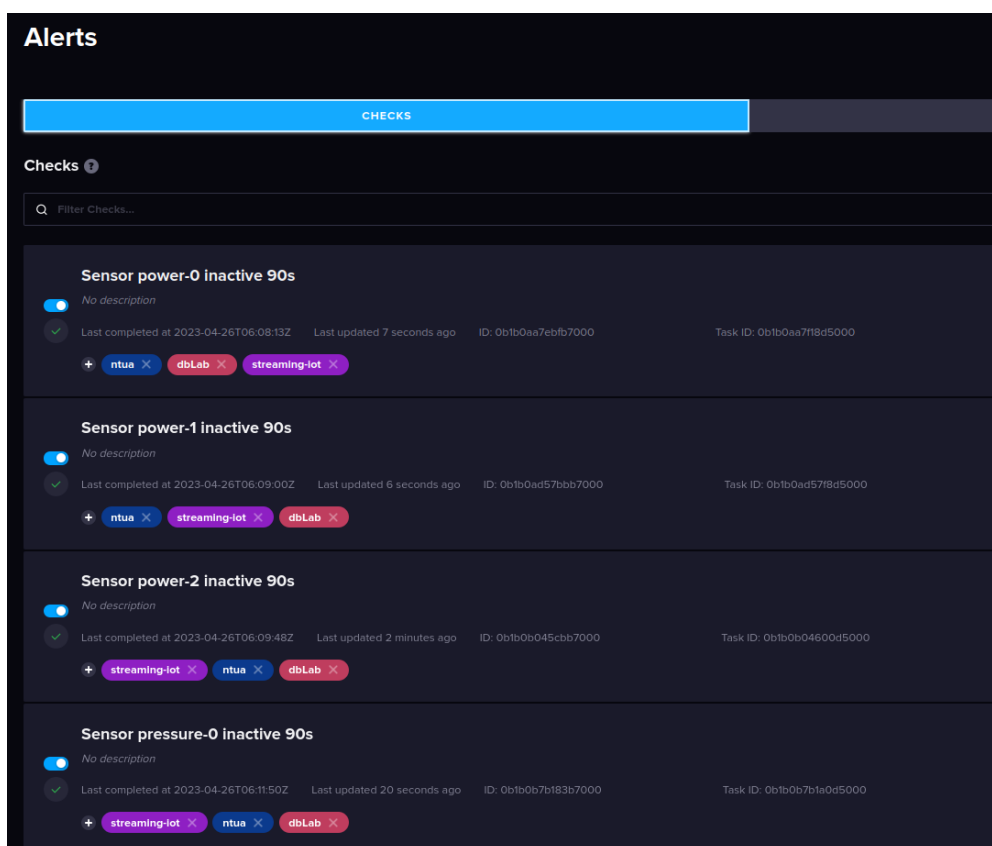 Alerts
CHECKS
Checks ?
Filter Checks...
Sensor power-0 inactive 90s
No description
Last completed at 2023-04-26T06:08:13Z Last updated 7 seconds ago ID: 0b1b0aa7ebfb7000 Task ID: 0b1b0aa7f18d5000
+ ntua × dbLab × streaming-iot ×
Sensor power-1 inactive 90s
No description
Last completed at 2023-04-26T06:09:00Z Last updated 6 seconds ago ID: 0b1b0ad57bbb7000 Task ID: 0b1b0ad57f8d5000
+ ntua × streaming-iot × dbLab ×
Sensor power-2 inactive 90s
No description
Last completed at 2023-04-26T06:09:48Z Last updated 2 minutes ago ID: 0b1b0b045cbb7000 Task ID: 0b1b0b04600d5000
+ streaming-iot × ntua × dbLab ×
Sensor pressure-0 inactive 90s
No description
Last completed at 2023-04-26T06:11:50Z Last updated 20 seconds ago ID: 0b1b0b7b183b7000 Task ID: 0b1b0b7b1a0d5000
+ streaming-iot × ntua × dbLab ×